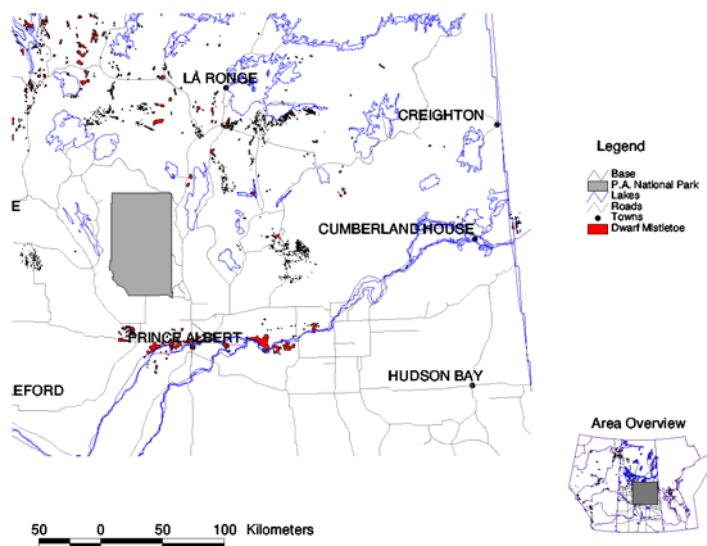 LA RONGE
CREIGHTON
E
CUMBERLAND HOUSE
PRINCE ALBERT
LEFORD
HUDSON BAY
Legend
Base
P.A. National Park
Lakes
Roads
Towns
Dwarf Mistletoe
Area Overview
50 0 50 100 Kilometers